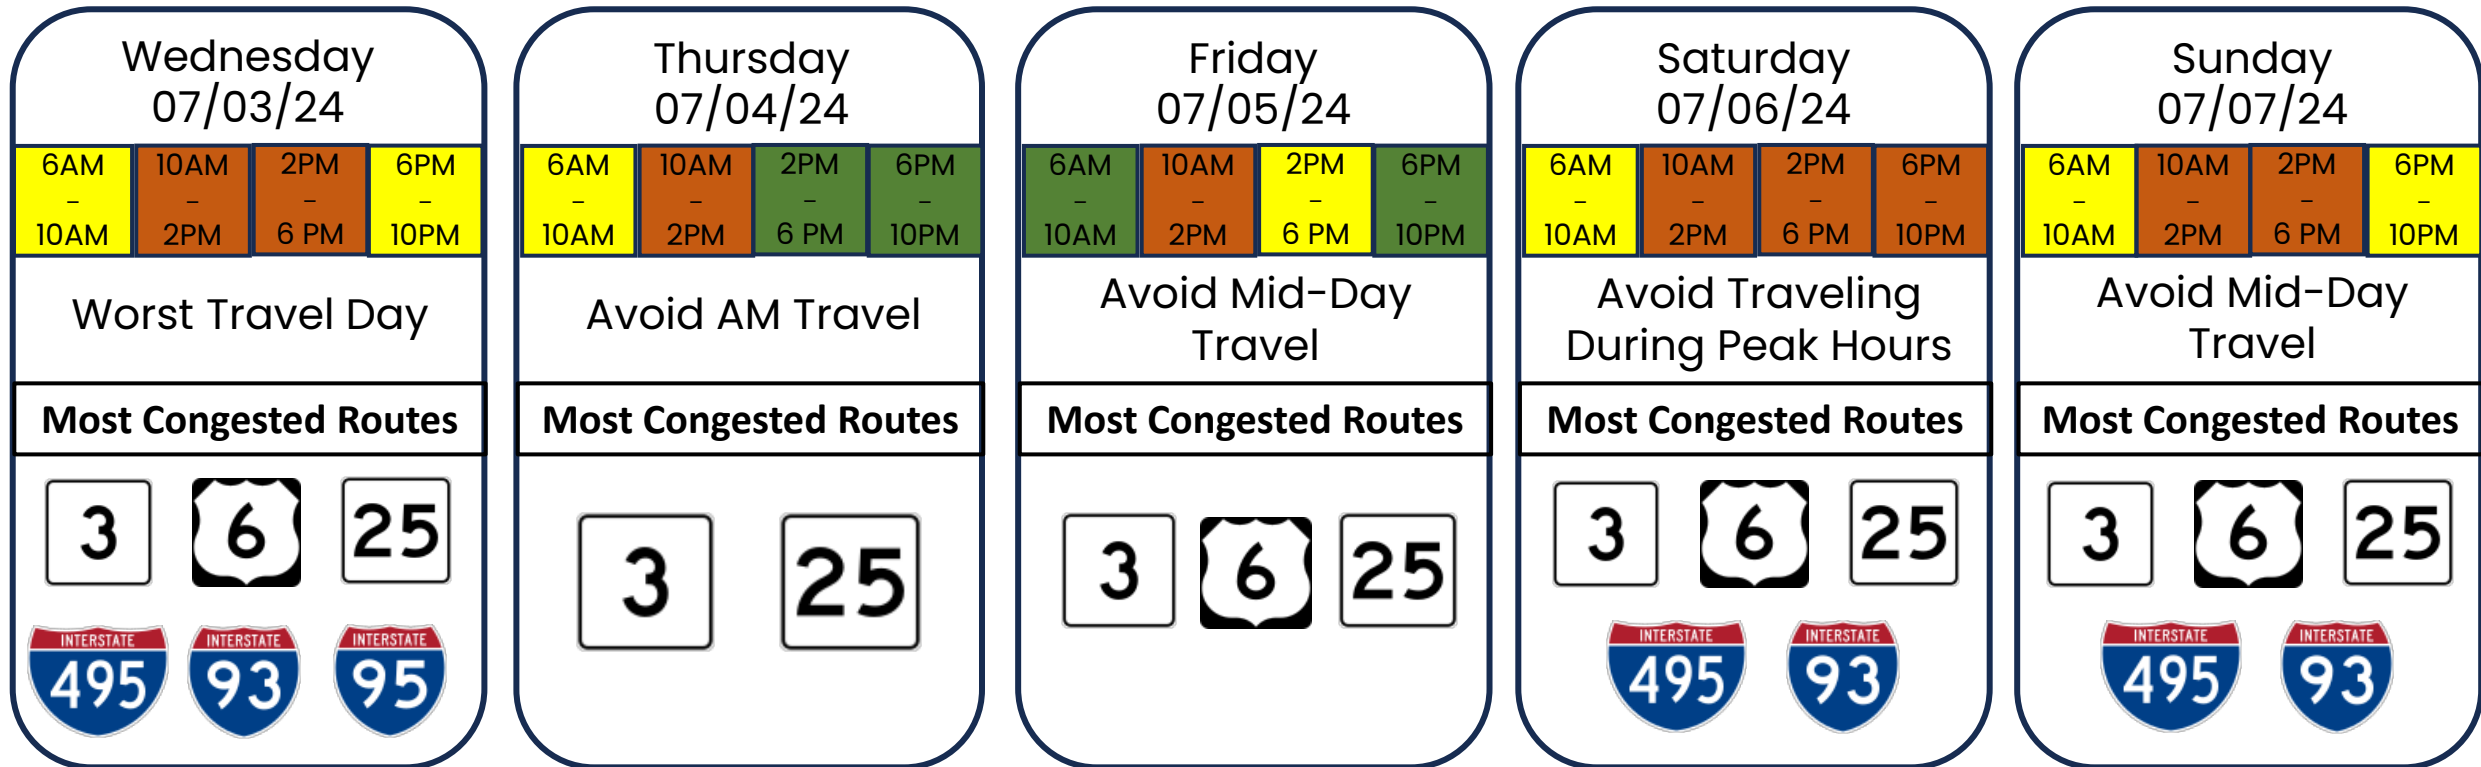 Wednesday
07/03/24
6AM
–
10AM
10AM
–
2PM
2PM
–
6 PM
6PM
–
10PM
Worst Travel Day
Most Congested Routes
3
6
25
INTERSTATE
495
INTERSTATE
93
INTERSTATE
95
Thursday
07/04/24
6AM
–
10AM
10AM
–
2PM
2PM
–
6 PM
6PM
–
10PM
Avoid AM Travel
Most Congested Routes
3
25
Friday
07/05/24
6AM
–
10AM
10AM
–
2PM
2PM
–
6 PM
6PM
–
10PM
Avoid Mid-Day
Travel
Most Congested Routes
3
6
25
Saturday
07/06/24
6AM
–
10AM
10AM
–
2PM
2PM
–
6 PM
6PM
–
10PM
Avoid Traveling
During Peak Hours
Most Congested Routes
3
6
25
INTERSTATE
495
INTERSTATE
93
Sunday
07/07/24
6AM
–
10AM
10AM
–
2PM
2PM
–
6 PM
6PM
–
10PM
Avoid Mid-Day
Travel
Most Congested Routes
3
6
25
INTERSTATE
495
INTERSTATE
93